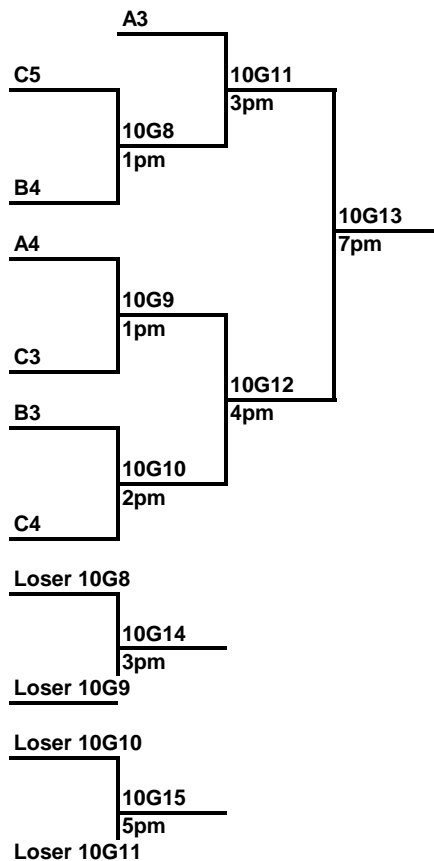 A3
C5
10G11
3pm
10G8
1pm
B4
10G13
7pm
A4
10G9
1pm
C3
10G12
4pm
B3
10G10
2pm
C4
Loser 10G8
10G14
3pm
Loser 10G9
Loser 10G10
10G15
5pm
Loser 10G11